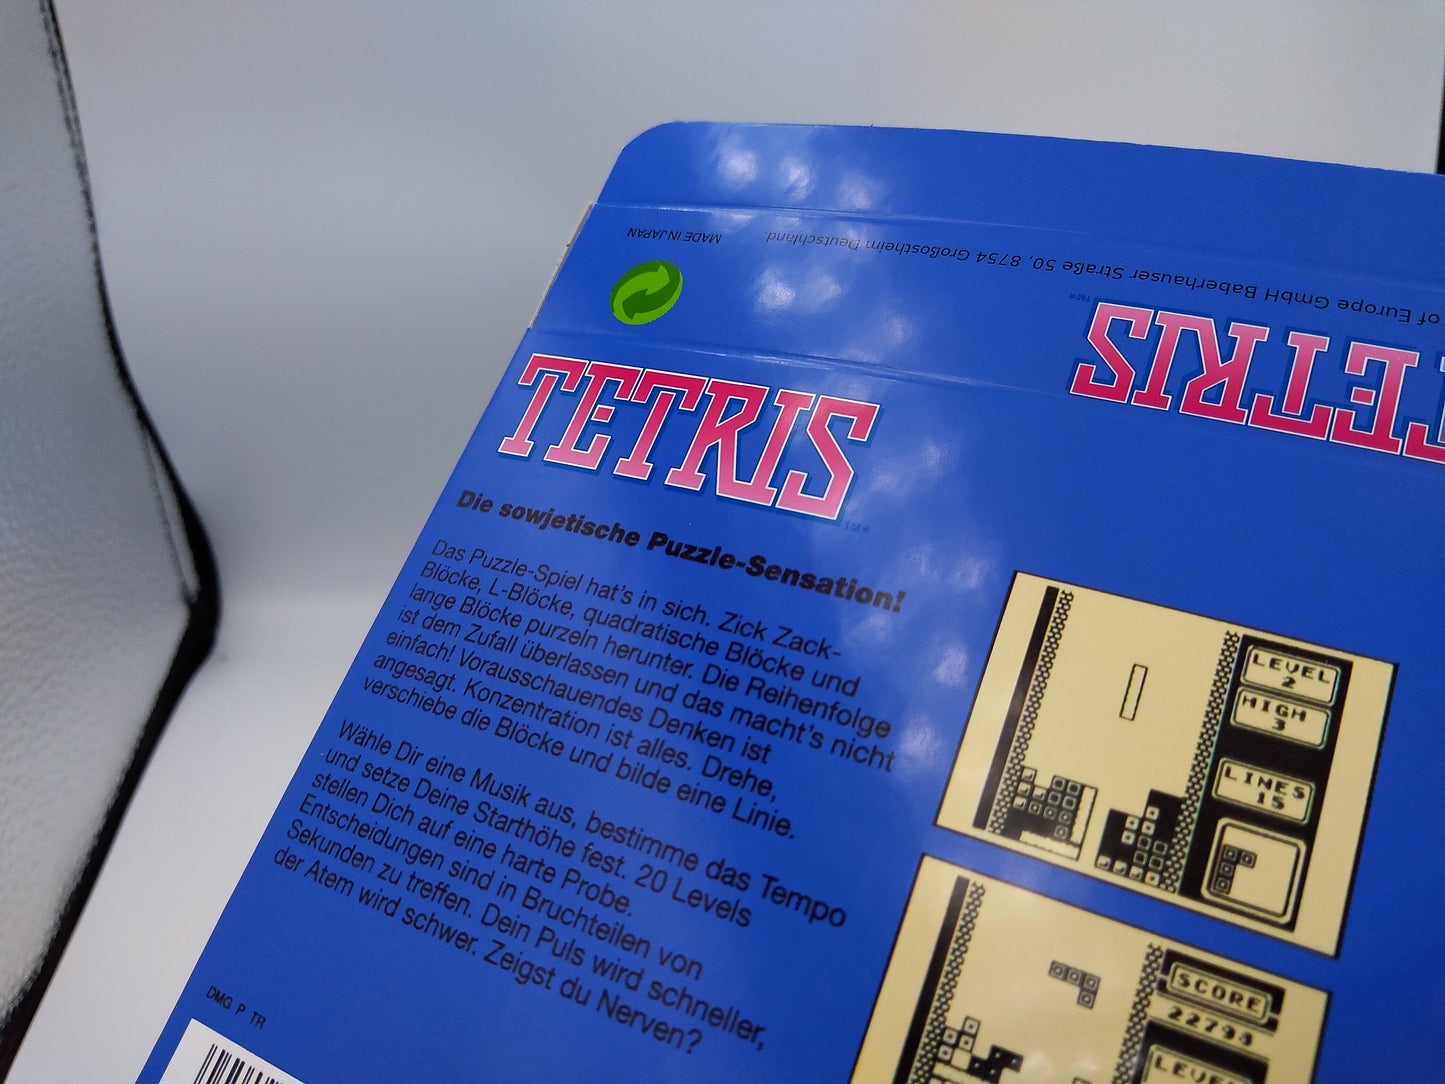 MADE IN JAPAN
of Europe GmbH Baberhauser Straße 50, 8754 Großostheim Deutschland.
TETRIS
TM*
TETRIS
TM*
Die sowjetische Puzzle-Sensation!
Das Puzzle-Spiel hat's in sich. Zick Zack-
Blöcke, L-Blöcke, quadratische Blöcke und
lange Blöcke purzeln herunter. Die Reihenfolge
ist dem Zufall überlassen und das macht's nicht
einfach! Vorausschauendes Denken ist
angesagt. Konzentration ist alles. Drehe,
verschiebe die Blöcke und bilde eine Linie.
Wähle Dir eine Musik aus, bestimme das Tempo
und setze Deine Starthöhe fest. 20 Levels
stellen Dich auf eine harte Probe.
Entscheidungen sind in Bruchteilen von
Sekunden zu treffen. Dein Puls wird schneller,
der Atem wird schwer. Zeigst du Nerven?
DMG P TR
LEVEL
2
HIGH
3
LINES
15
SCORE
22793
LEVEL